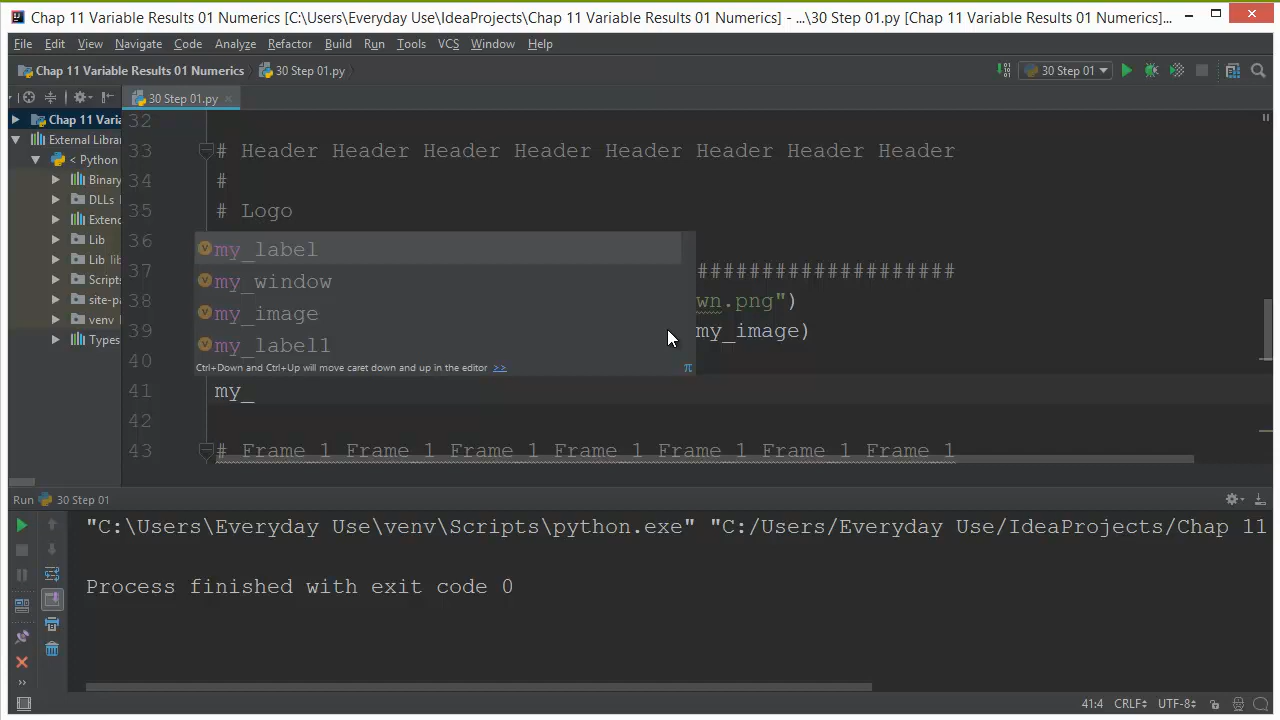 Chap 11 Variable Results 01 Numerics [C:\Users\Everyday Use\IdeaProjects\Chap 11 Variable Results 01 Numerics] - ...\30 Step 01.py [Chap 11 Variable Results 01 Numerics]...
File Edit View Navigate Code Analyze Refactor Build Run Tools VCS Window Help
Chap 11 Variable Results 01 Numerics 30 Step 01.py 30 Step 01
30 Step 01.py
Chap 11 Varia
External Librar
< Python
Binary
DLLs
Extend
Lib
Lib lib
Scripts
site-pa
venv
Types
32
33 # Header Header Header Header Header Header Header Header
34 #
35 # Logo
36
37 ####################
38 wn.png")
39 my_image)
40
41 my_
42
43 # Frame 1 Frame 1 Frame 1 Frame 1 Frame 1 Frame 1 Frame 1
my_label
my_window
my_image
my_label1
Ctrl+Down and Ctrl+Up will move caret down and up in the editor >> π
Run 30 Step 01
"C:\Users\Everyday Use\venv\Scripts\python.exe" "C:/Users/Everyday Use/IdeaProjects/Chap 11
Process finished with exit code 0
41:4 CRLF UTF-8